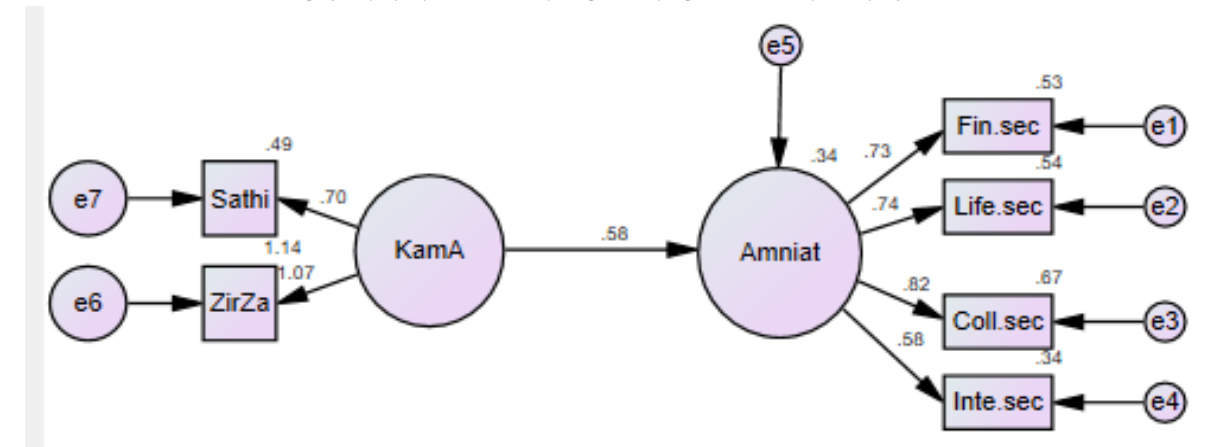 e5
.53
Fin.sec
e1
.49
.34
.73
.54
e7
Sathi
.70
.74
Life.sec
e2
1.14
KamA
.58
Amniat
1.07
.82
.67
e6
ZirZa
Coll.sec
e3
.58
.34
Inte.sec
e4